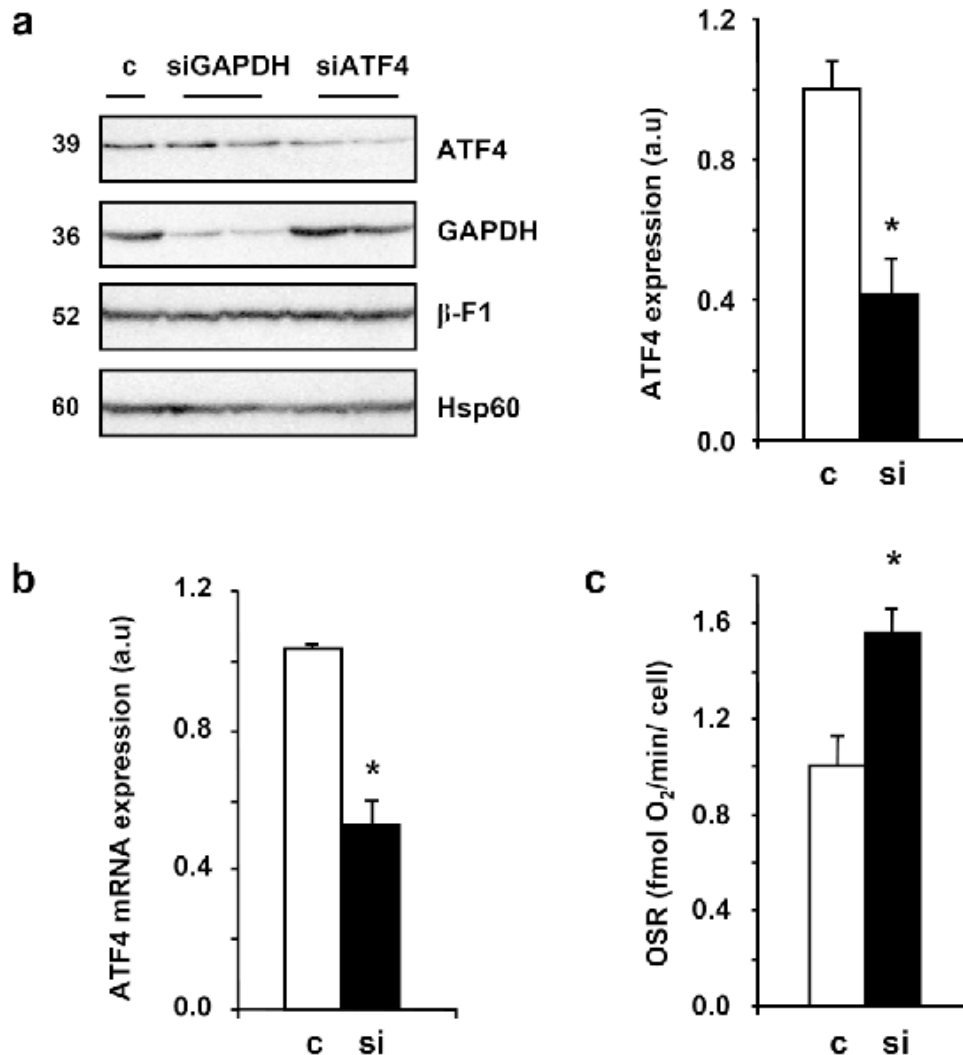 a
c siGAPDH siATF4
39 ATF4
36 GAPDH
52 β-F1
60 Hsp60
ATF4 expression (a.u)
1.2
0.8
0.4
0.0
*
c si
b
ATF4 mRNA expression (a.u)
1.2
0.8
0.4
0.0
*
c si
c
OSR (fmol O₂/min/ cell)
1.6
1.2
0.8
0.4
0.0
*
c si